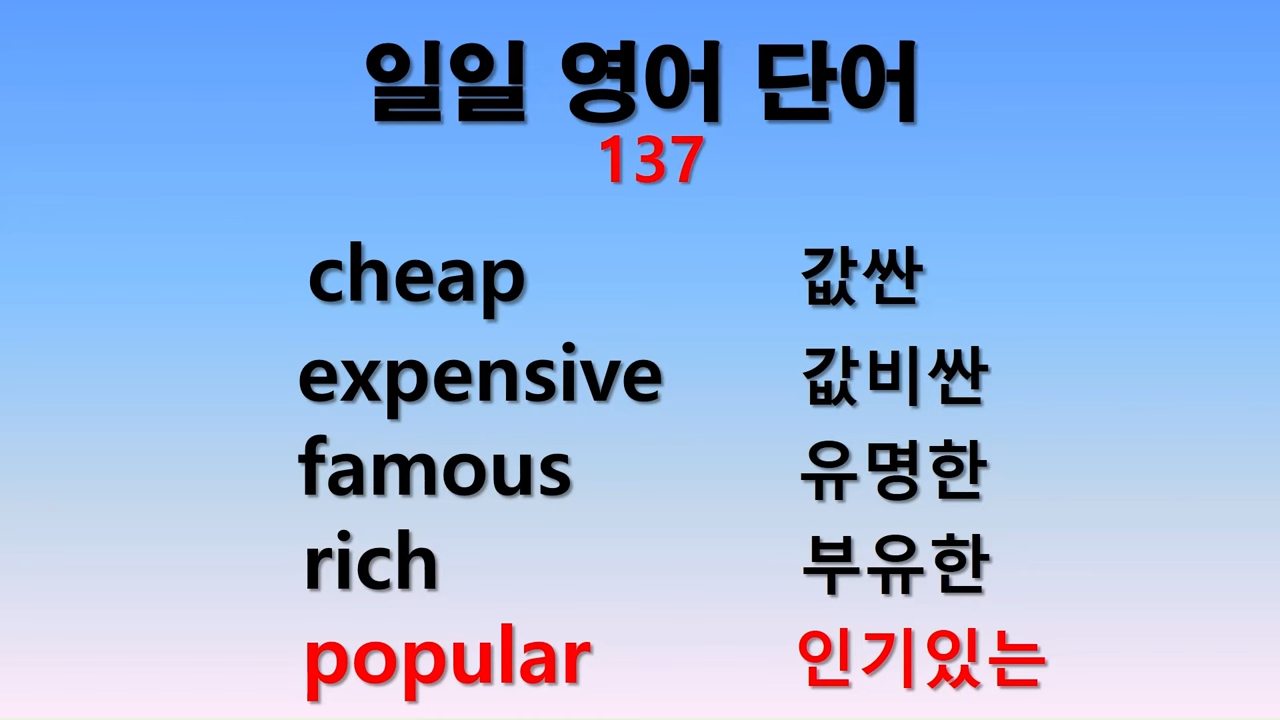 일일 영어 단어
137
cheap 값싼
expensive 값비싼
famous 유명한
rich 부유한
popular 인기있는